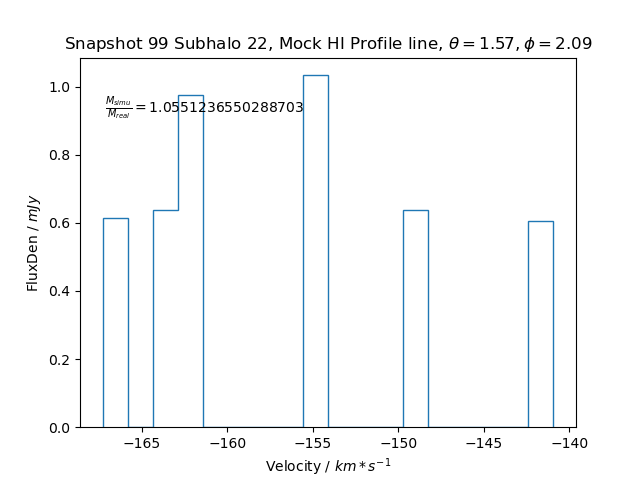 Snapshot 99 Subhalo 22, Mock HI Profile line, θ = 1.57, ϕ = 2.09
M_simu/M_real = 1.0551236550288703
FluxDen / mJy
1.0
0.8
0.6
0.4
0.2
0.0
−165 −160 −155 −150 −145 −140
Velocity / km * s⁻¹